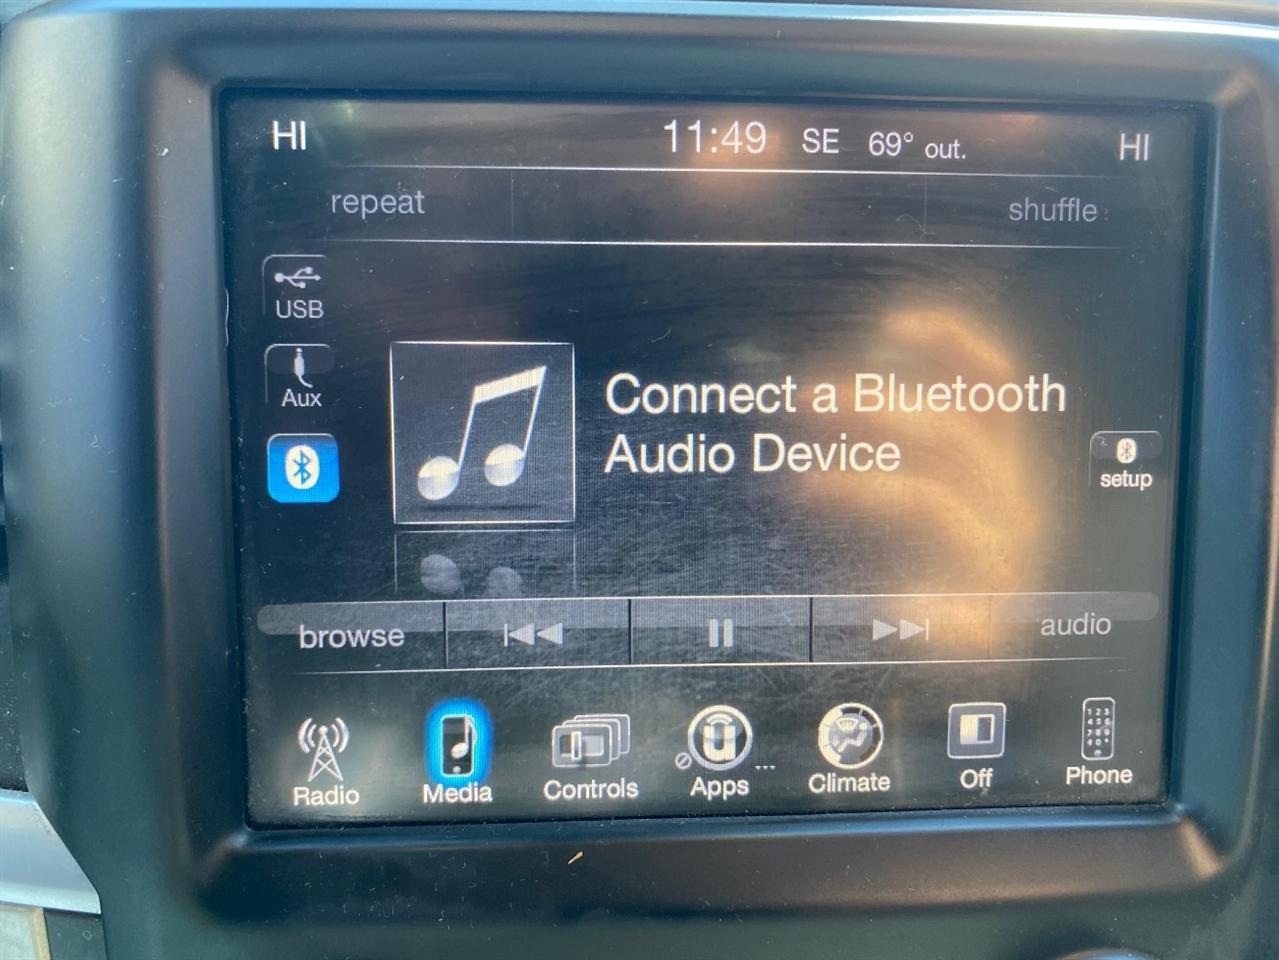 HI 11:49 SE 69° out. HI
repeat shuffle
USB
Aux
Connect a Bluetooth
Audio Device
setup
browse audio
Radio Media Controls Apps Climate Off Phone